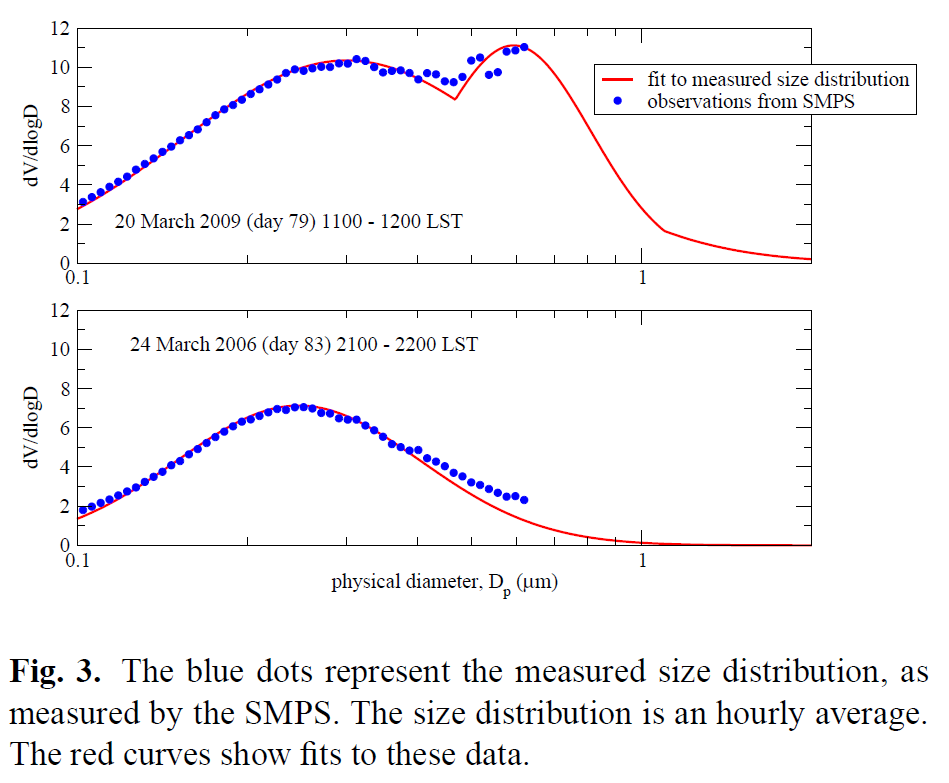 12
10
8
6
4
2
0
dV/dlogD
fit to measured size distribution
observations from SMPS
20 March 2009 (day 79) 1100 - 1200 LST
0.1
1
12
10
8
6
4
2
0
dV/dlogD
24 March 2006 (day 83) 2100 - 2200 LST
0.1
1
physical diameter, Dp (μm)
Fig. 3. The blue dots represent the measured size distribution, as
measured by the SMPS. The size distribution is an hourly average.
The red curves show fits to these data.